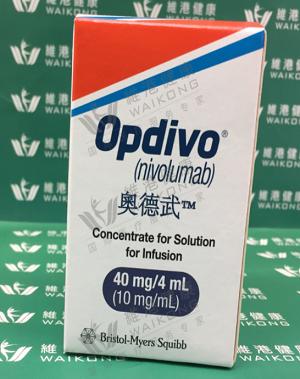 Opdivo®
(nivolumab)
奥德武™
Concentrate for Solution
for Infusion
40 mg/4 mL
(10 mg/mL)
Bristol-Myers Squibb
維港健康
WAIKONG